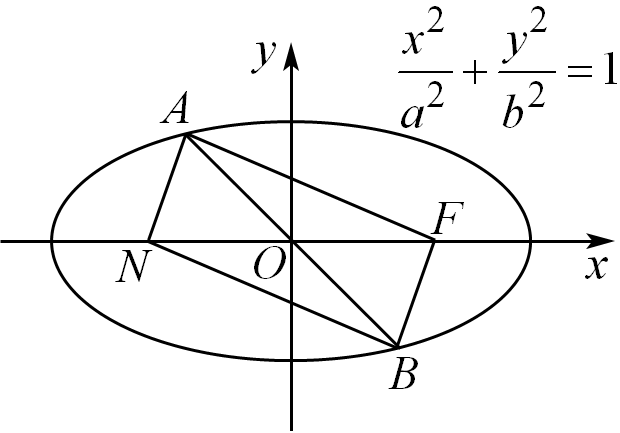 y
x²/a² + y²/b² = 1
A
F
N
O
x
B